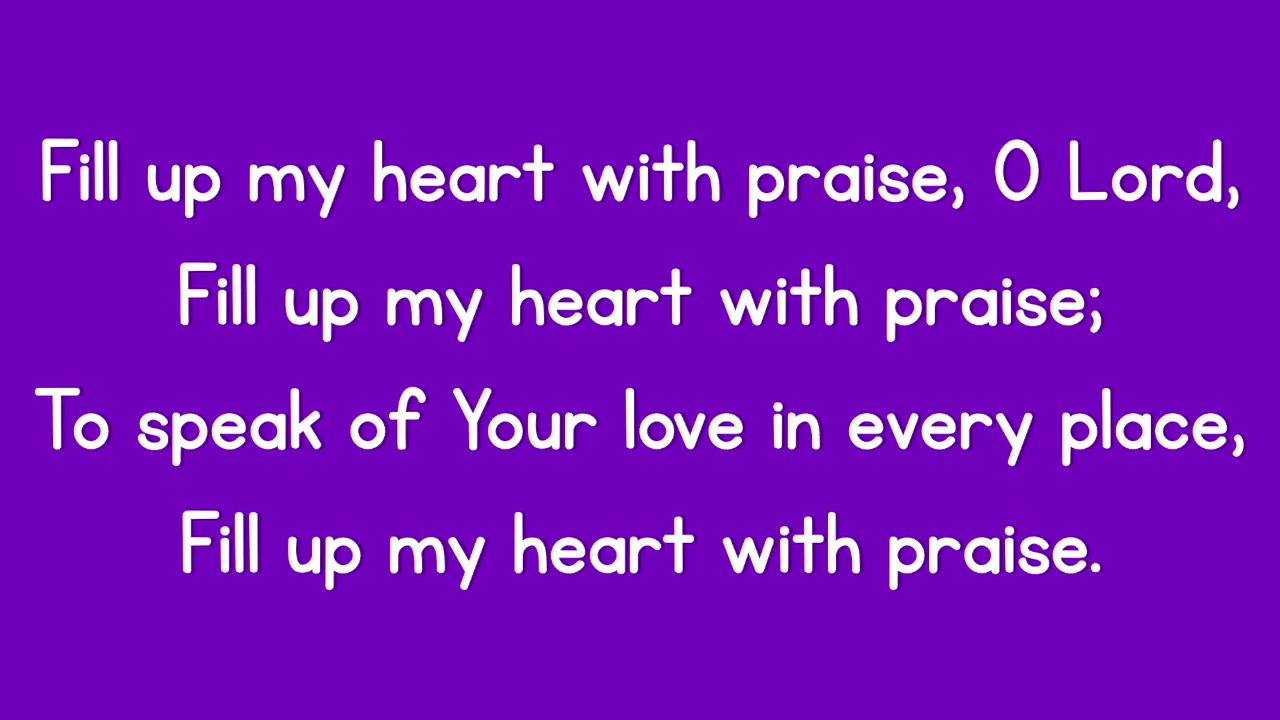 Fill up my heart with praise, O Lord,
Fill up my heart with praise;
To speak of Your love in every place,
Fill up my heart with praise.